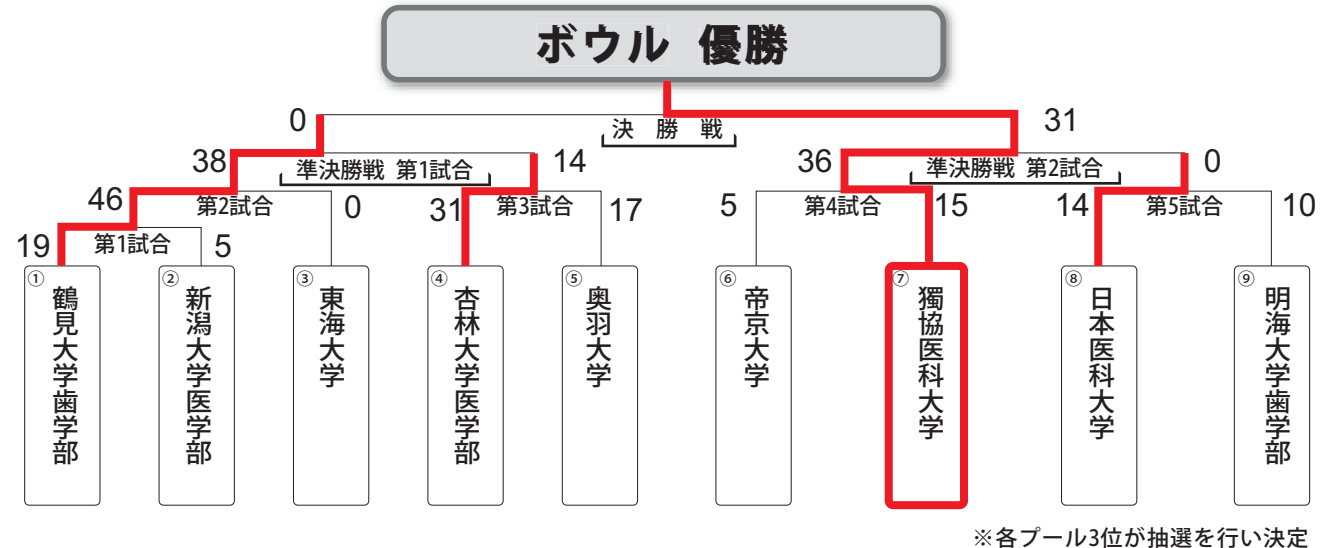 ボウル 優勝
0 決 勝 戦 31
38 準決勝戦 第1試合 14 36 準決勝戦 第2試合 0
46 第2試合 0 31 第3試合 17 5 第4試合 15 14 第5試合 10
19 第1試合 5
① 鶴見大学歯学部
② 新潟大学医学部
③ 東海大学
④ 杏林大学医学部
⑤ 奥羽大学
⑥ 帝京大学
⑦ 獨協医科大学
⑧ 日本医科大学
⑨ 明海大学歯学部
※各プール3位が抽選を行い決定